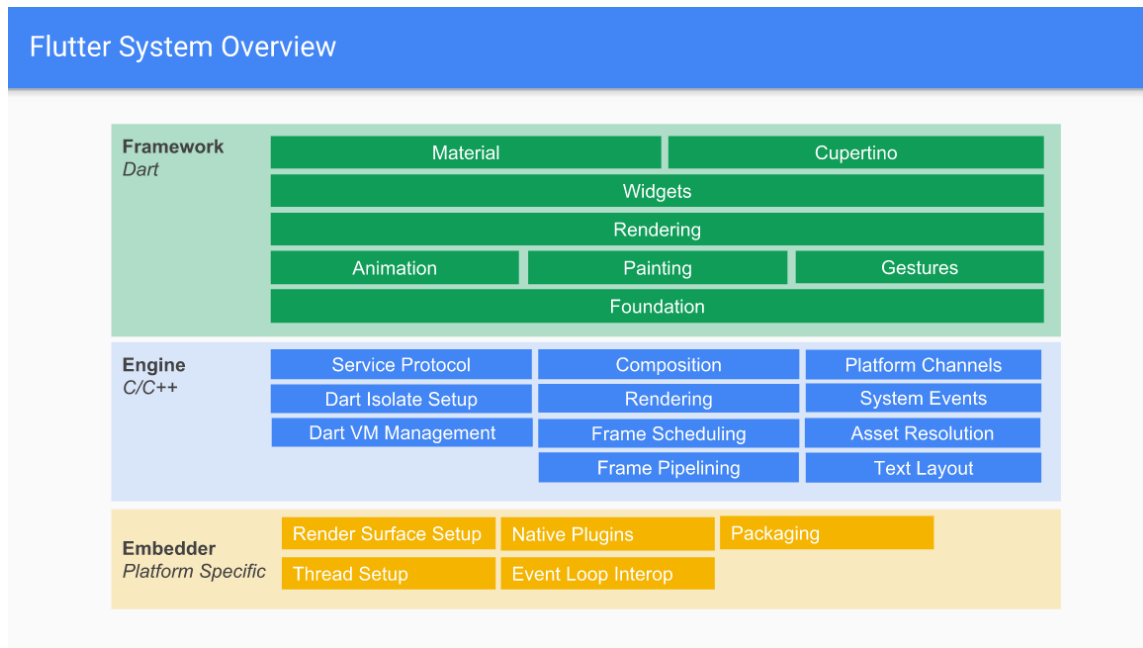 Flutter System Overview
Framework
Dart
Material
Cupertino
Widgets
Rendering
Animation
Painting
Gestures
Foundation
Engine
C/C++
Service Protocol
Composition
Platform Channels
Dart Isolate Setup
Rendering
System Events
Dart VM Management
Frame Scheduling
Asset Resolution
Frame Pipelining
Text Layout
Embedder
Platform Specific
Render Surface Setup
Native Plugins
Packaging
Thread Setup
Event Loop Interop